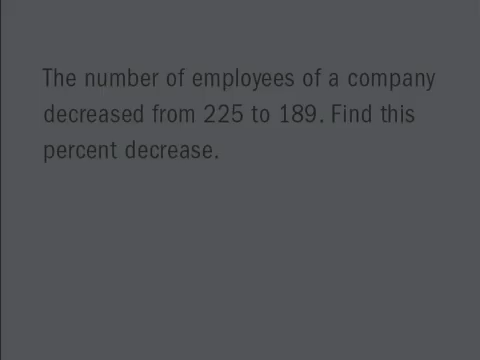 The number of employees of a company
decreased from 225 to 189. Find this
percent decrease.